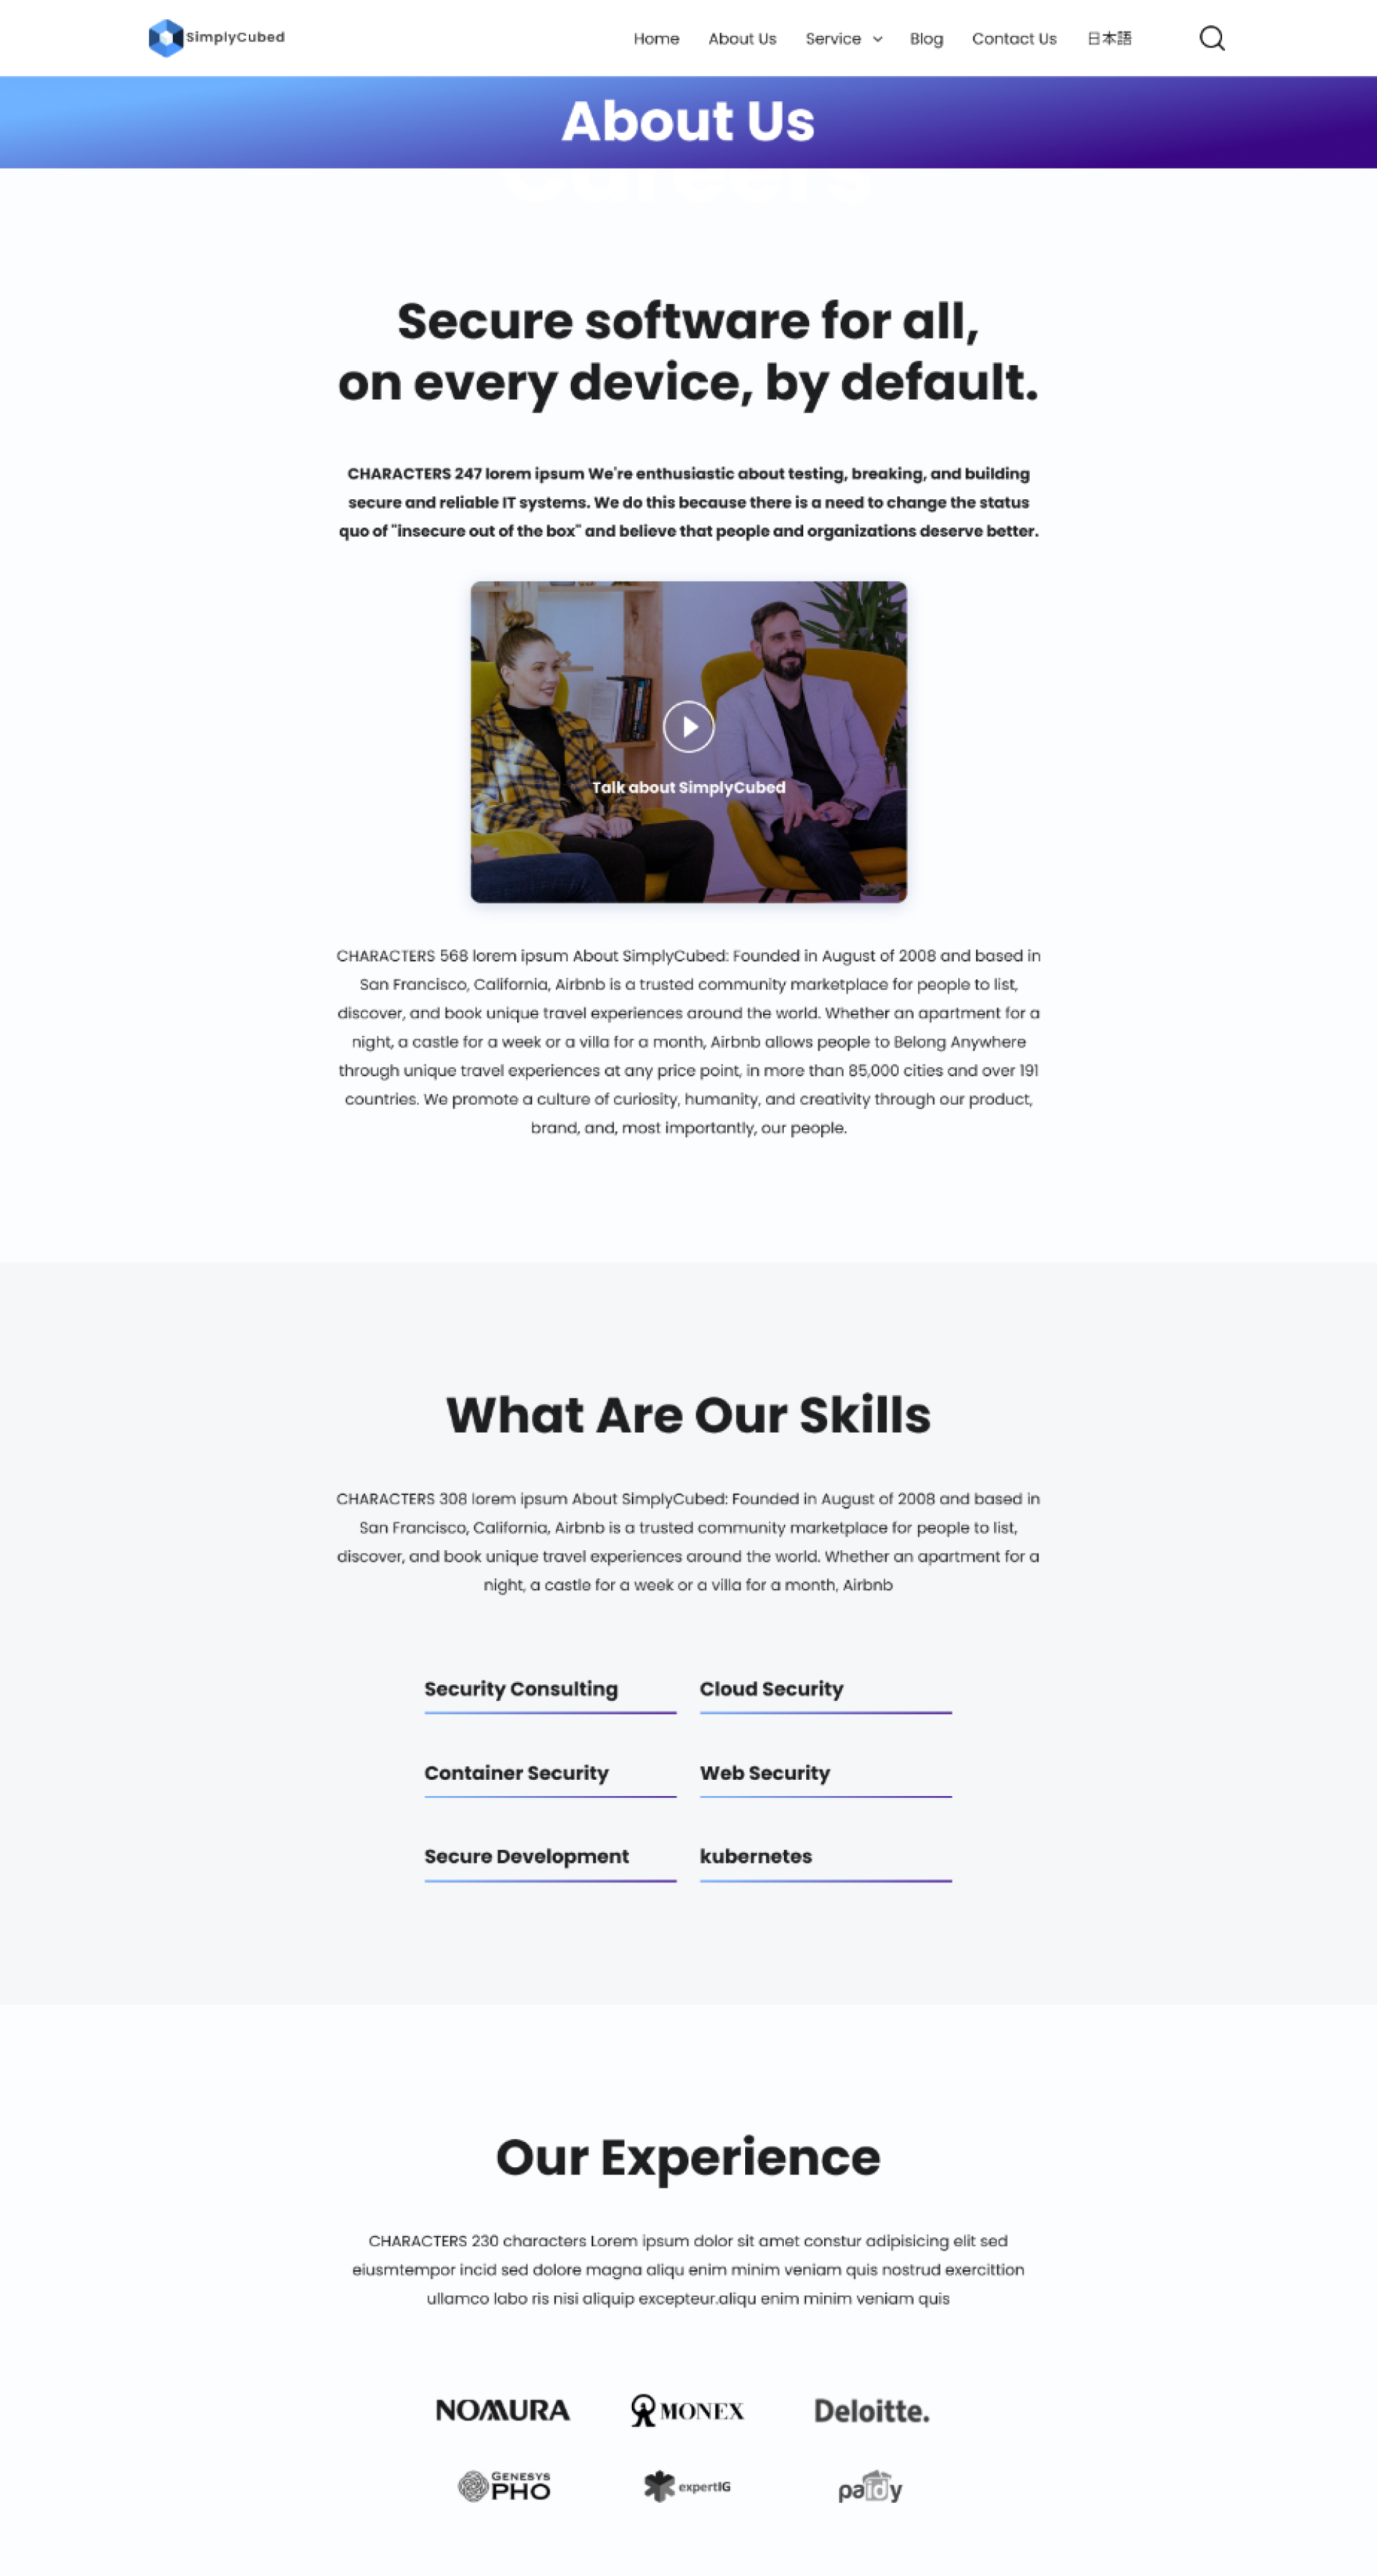 SimplyCubed
Home About Us Service Blog Contact Us 日本語
About Us
Careers
Secure software for all,
on every device, by default.
CHARACTERS 247 lorem ipsum We're enthusiastic about testing, breaking, and building
secure and reliable IT systems. We do this because there is a need to change the status
quo of "insecure out of the box" and believe that people and organizations deserve better.
Talk about SimplyCubed
CHARACTERS 568 lorem ipsum About SimplyCubed: Founded in August of 2008 and based in
San Francisco, California, Airbnb is a trusted community marketplace for people to list,
discover, and book unique travel experiences around the world. Whether an apartment for a
night, a castle for a week or a villa for a month, Airbnb allows people to Belong Anywhere
through unique travel experiences at any price point, in more than 85,000 cities and over 191
countries. We promote a culture of curiosity, humanity, and creativity through our product,
brand, and, most importantly, our people.
What Are Our Skills
CHARACTERS 308 lorem ipsum About SimplyCubed: Founded in August of 2008 and based in
San Francisco, California, Airbnb is a trusted community marketplace for people to list,
discover, and book unique travel experiences around the world. Whether an apartment for a
night, a castle for a week or a villa for a month, Airbnb
Security Consulting Cloud Security
Container Security Web Security
Secure Development kubernetes
Our Experience
CHARACTERS 230 characters Lorem ipsum dolor sit amet constur adipisicing elit sed
eiusmtempor incid sed dolore magna aliqu enim minim veniam quis nostrud exercittion
ullamco labo ris nisi aliquip excepteur.aliqu enim minim veniam quis
NOMURA MONEX Deloitte.
GENESYS
PHO expertIG paidy